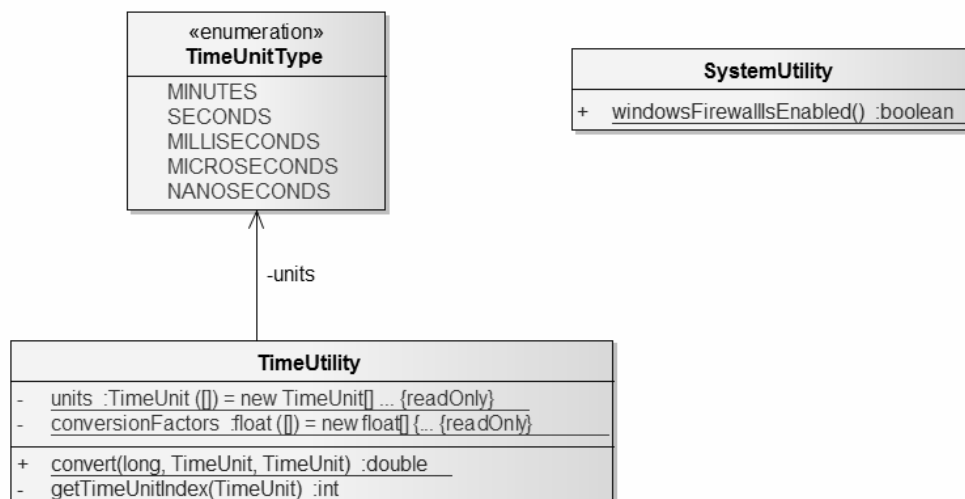 «enumeration»
TimeUnitType
MINUTES
SECONDS
MILLISECONDS
MICROSECONDS
NANOSECONDS
SystemUtility
+ windowsFirewallIsEnabled() :boolean
-units
TimeUtility
- units :TimeUnit ([]) = new TimeUnit[] ... {readOnly}
- conversionFactors :float ([]) = new float[] {... {readOnly}
+ convert(long, TimeUnit, TimeUnit) :double
- getTimeUnitIndex(TimeUnit) :int